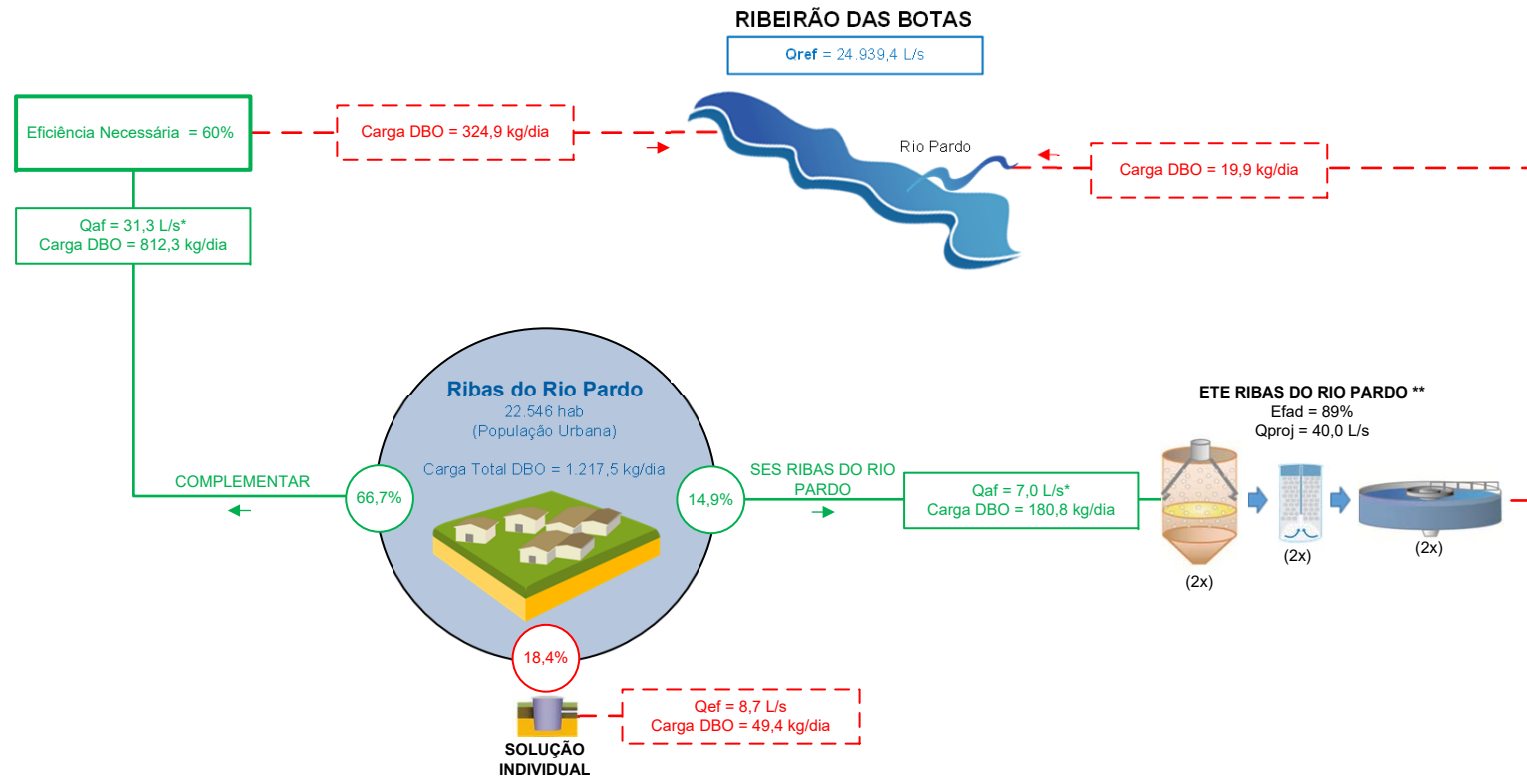 RIBEIRÃO DAS BOTAS
Qref = 24.939,4 L/s
Eficiência Necessária = 60%
Carga DBO = 324,9 kg/dia
Rio Pardo
Carga DBO = 19,9 kg/dia
Qaf = 31,3 L/s*
Carga DBO = 812,3 kg/dia
Ribas do Rio Pardo
22.546 hab
(População Urbana)
Carga Total DBO = 1.217,5 kg/dia
COMPLEMENTAR
66,7%
14,9%
SES RIBAS DO RIO
PARDO
Qaf = 7,0 L/s*
Carga DBO = 180,8 kg/dia
ETE RIBAS DO RIO PARDO **
Efad = 89%
Qproj = 40,0 L/s
(2x)
(2x)
(2x)
18,4%
Qef = 8,7 L/s
Carga DBO = 49,4 kg/dia
SOLUÇÃO
INDIVIDUAL